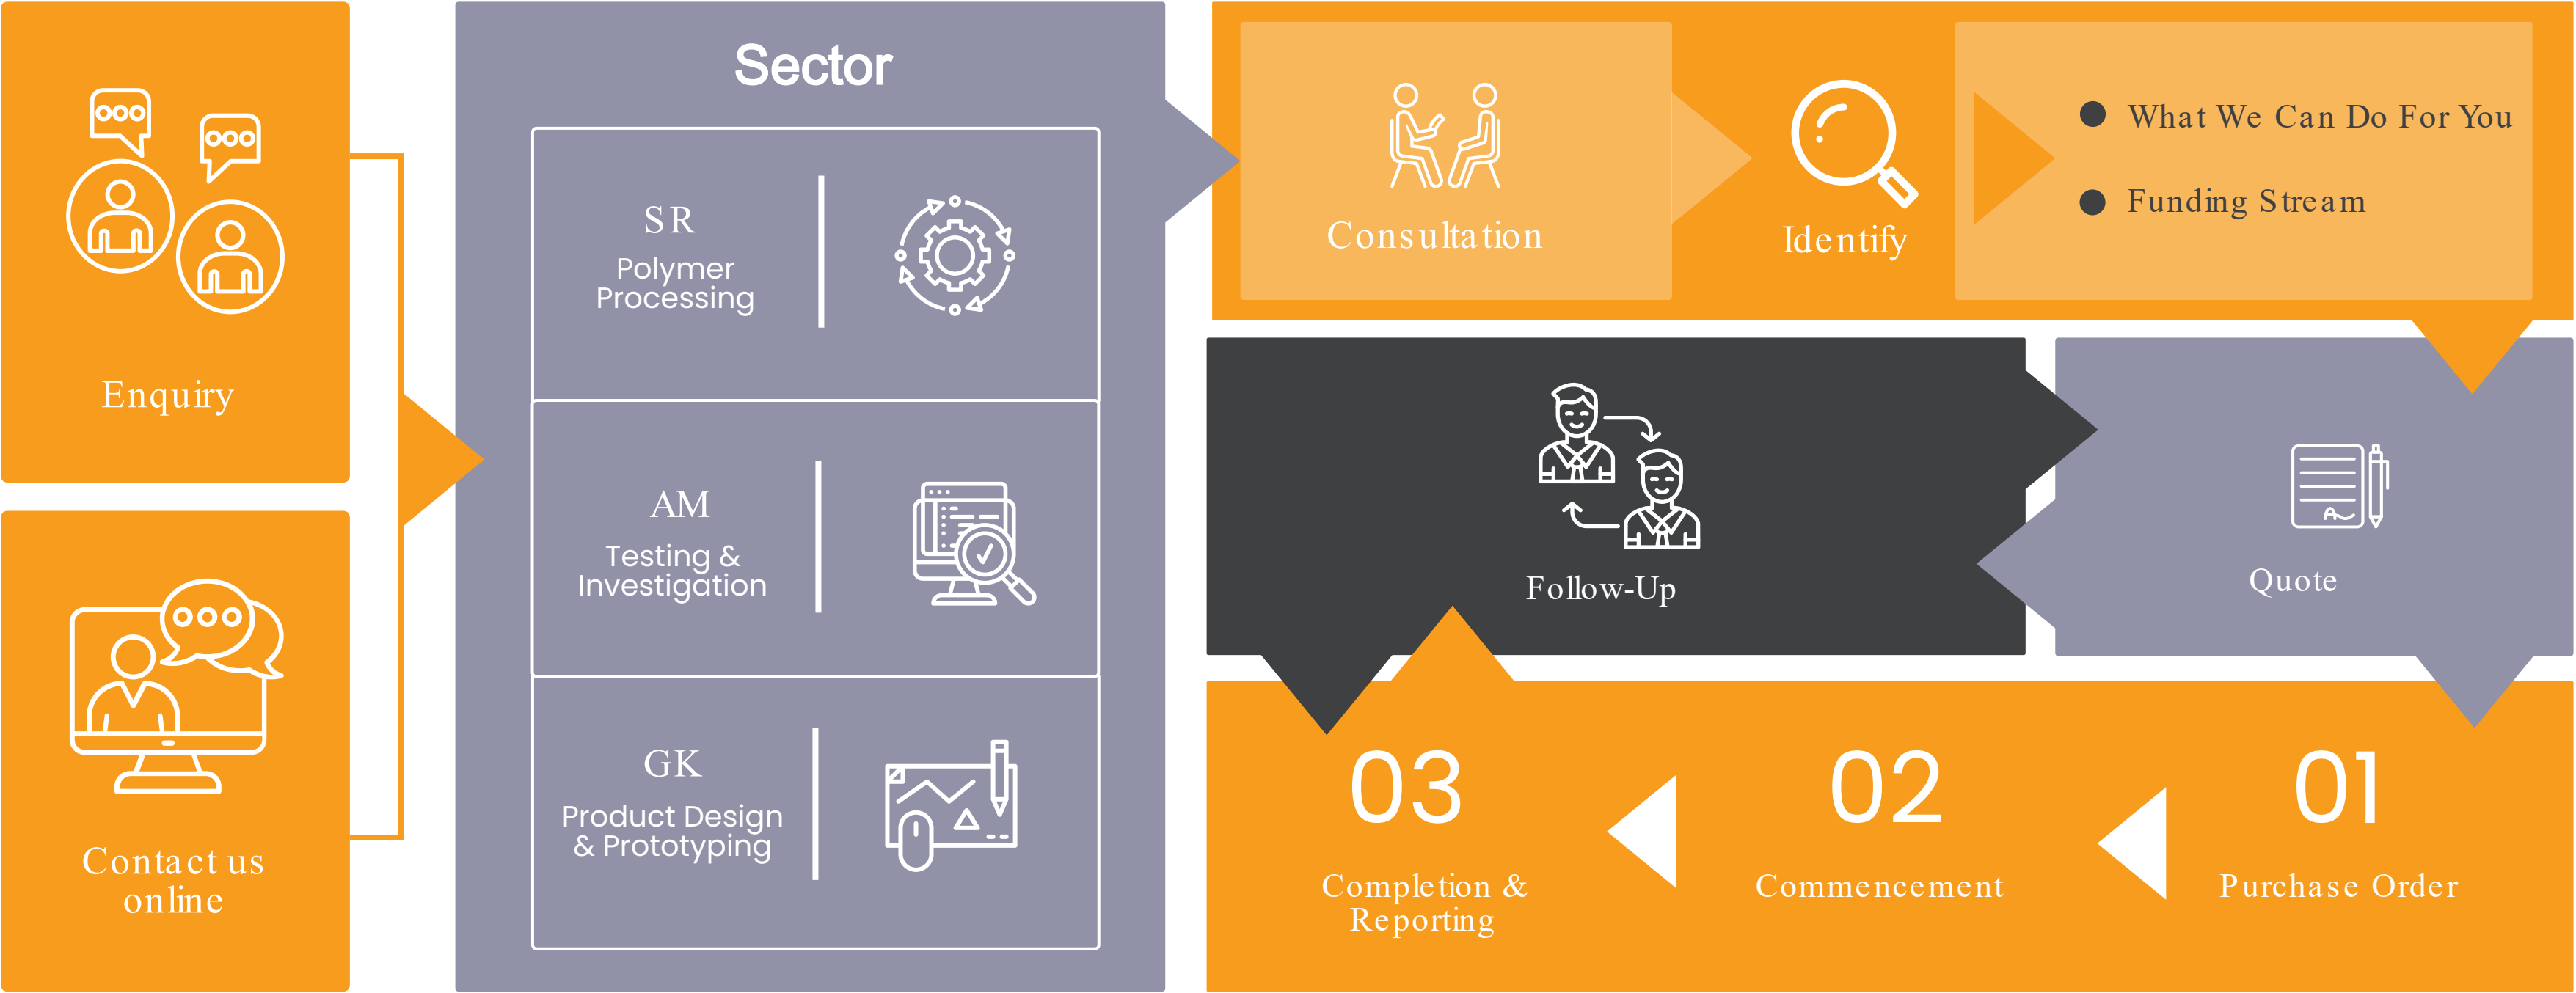 Enquiry
Contact us
online
Sector
SR
Polymer
Processing
AM
Testing &
Investigation
GK
Product Design
& Prototyping
Consultation
Identify
What We Can Do For You
Funding Stream
Follow-Up
Quote
03
Completion &
Reporting
02
Commencement
01
Purchase Order